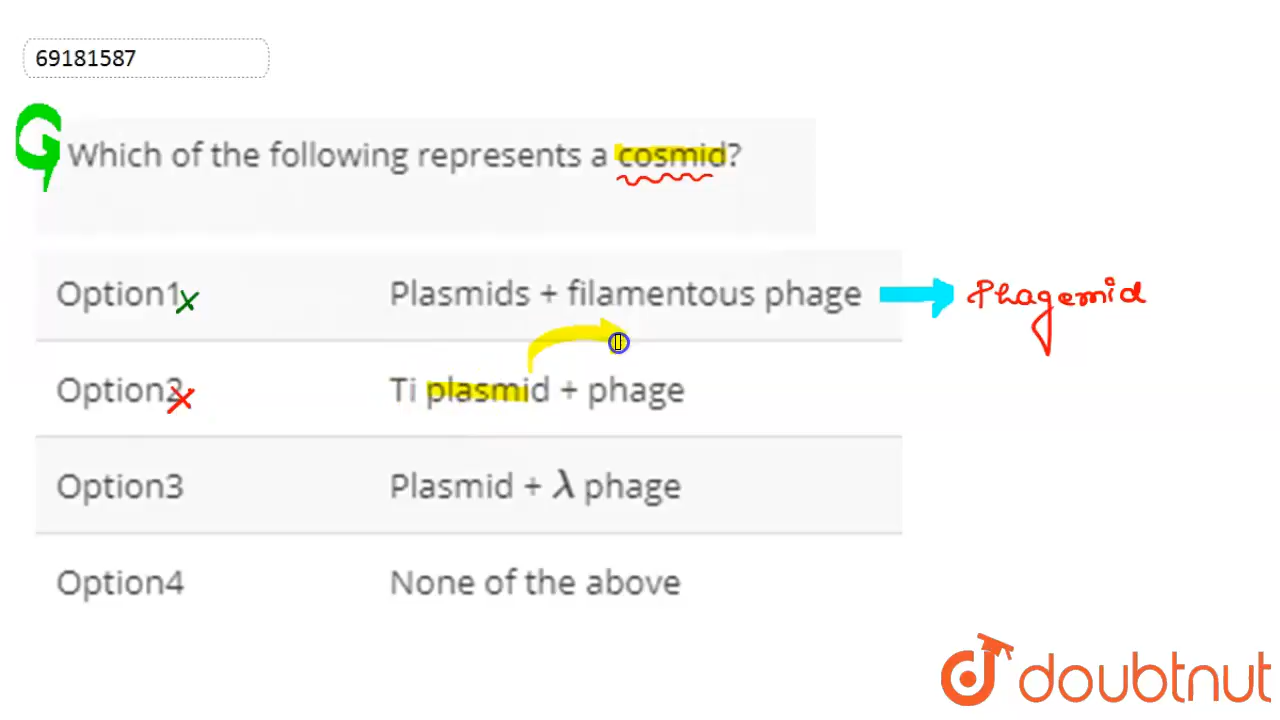 69181587
Q Which of the following represents a cosmid?
Option1 x Plasmids + filamentous phage → Phagemid
Option2 x Ti plasmid + phage
Option3 Plasmid + λ phage
Option4 None of the above
doubtnut